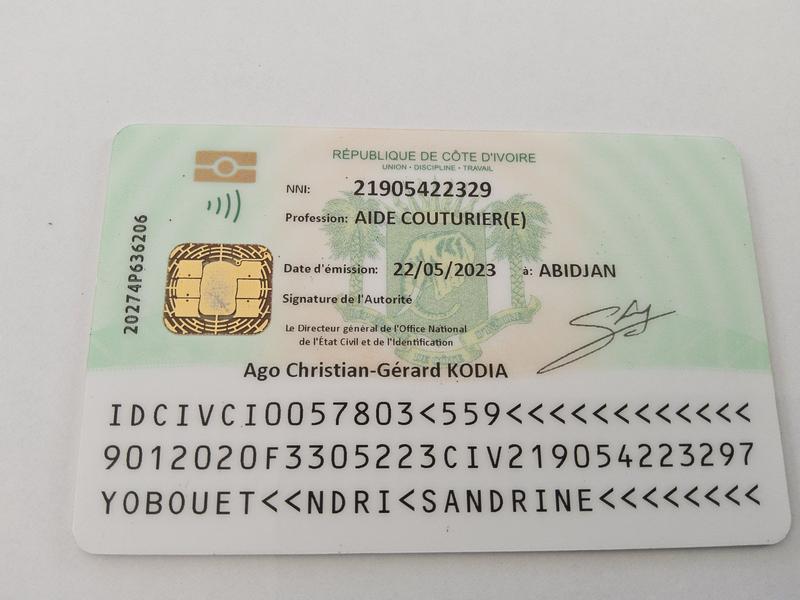 RÉPUBLIQUE DE CÔTE D'IVOIRE
UNION • DISCIPLINE • TRAVAIL
NNI: 21905422329
Profession: AIDE COUTURIER(E)
20274P636206
Date d'émission: 22/05/2023 à: ABIDJAN
Signature de l'Autorité
Le Directeur général de l'Office National
de l'État Civil et de l'Identification
Ago Christian-Gérard KODIA
IDCIVCI0057803<559<<<<<<<<<<<<
9012020F3305223CIV219054223297
YOBOUET<<NDRI<SANDRINE<<<<<<<<